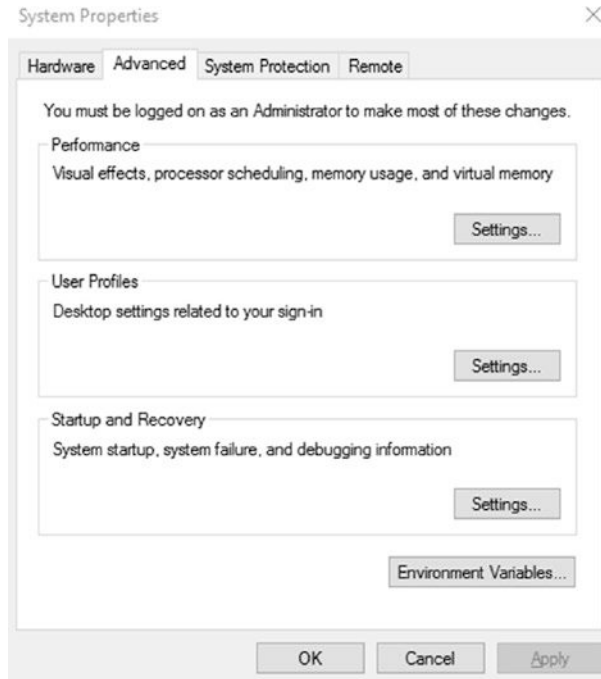 System Properties
Hardware Advanced System Protection Remote
You must be logged on as an Administrator to make most of these changes.
Performance
Visual effects, processor scheduling, memory usage, and virtual memory
Settings...
User Profiles
Desktop settings related to your sign-in
Settings...
Startup and Recovery
System startup, system failure, and debugging information
Settings...
Environment Variables...
OK Cancel Apply